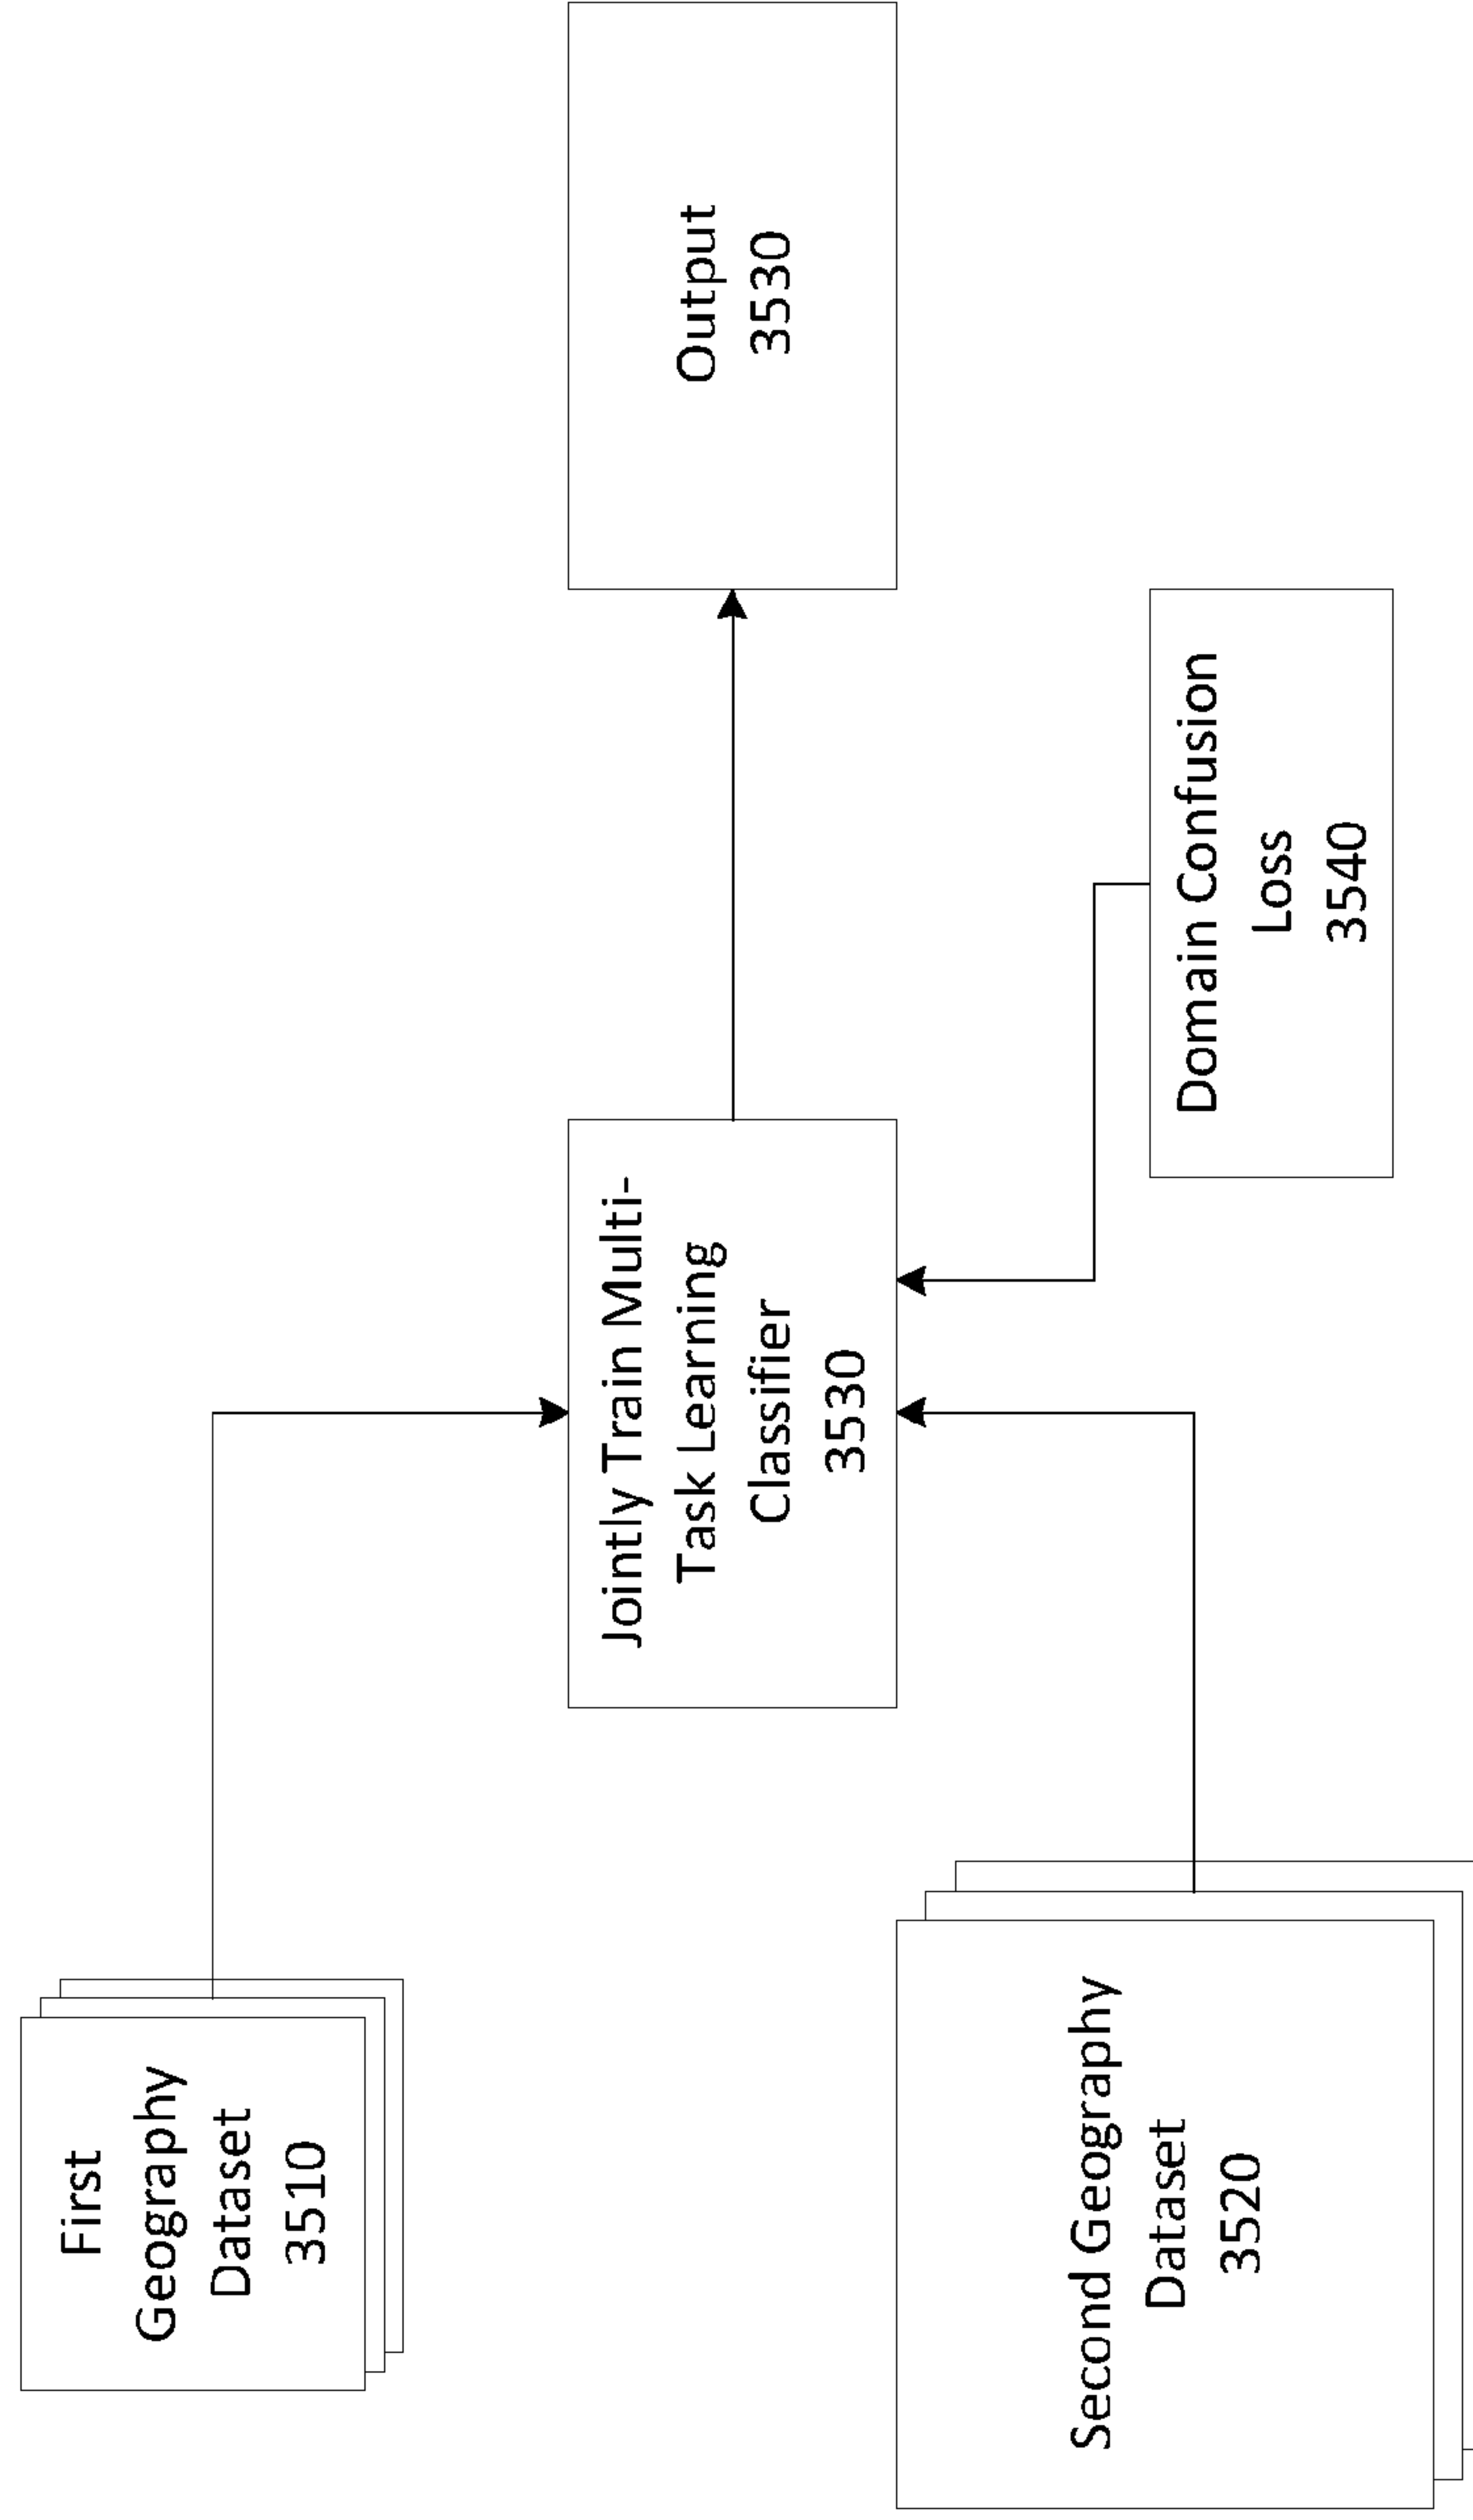 First
Geography
Dataset
3510
Second Geography
Dataset
3520
Jointly Train Multi-
Task Learning
Classifier
3530
Domain Confusion
Loss
3540
Output
3530